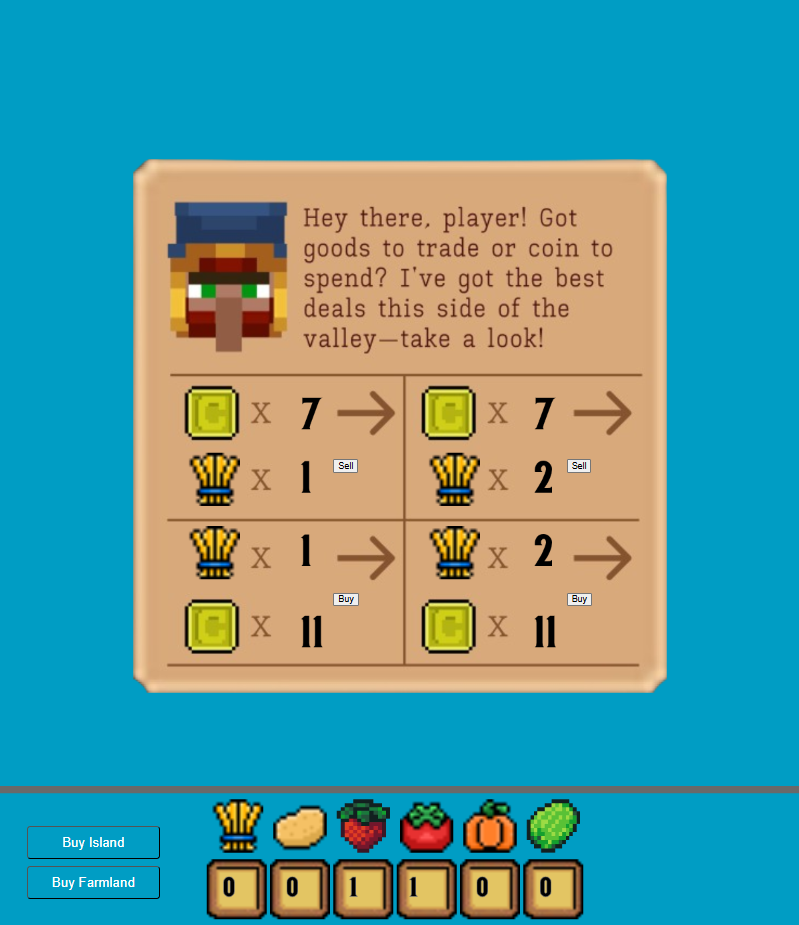 Hey there, player! Got
goods to trade or coin to
spend? I've got the best
deals this side of the
valley—take a look!
C X 7 C X 7
X 1 Sell X 2 Sell
X 1 X 2
Buy Buy
C X 11 C X 11
Buy Island
Buy Farmland
0 0 1 1 0 0